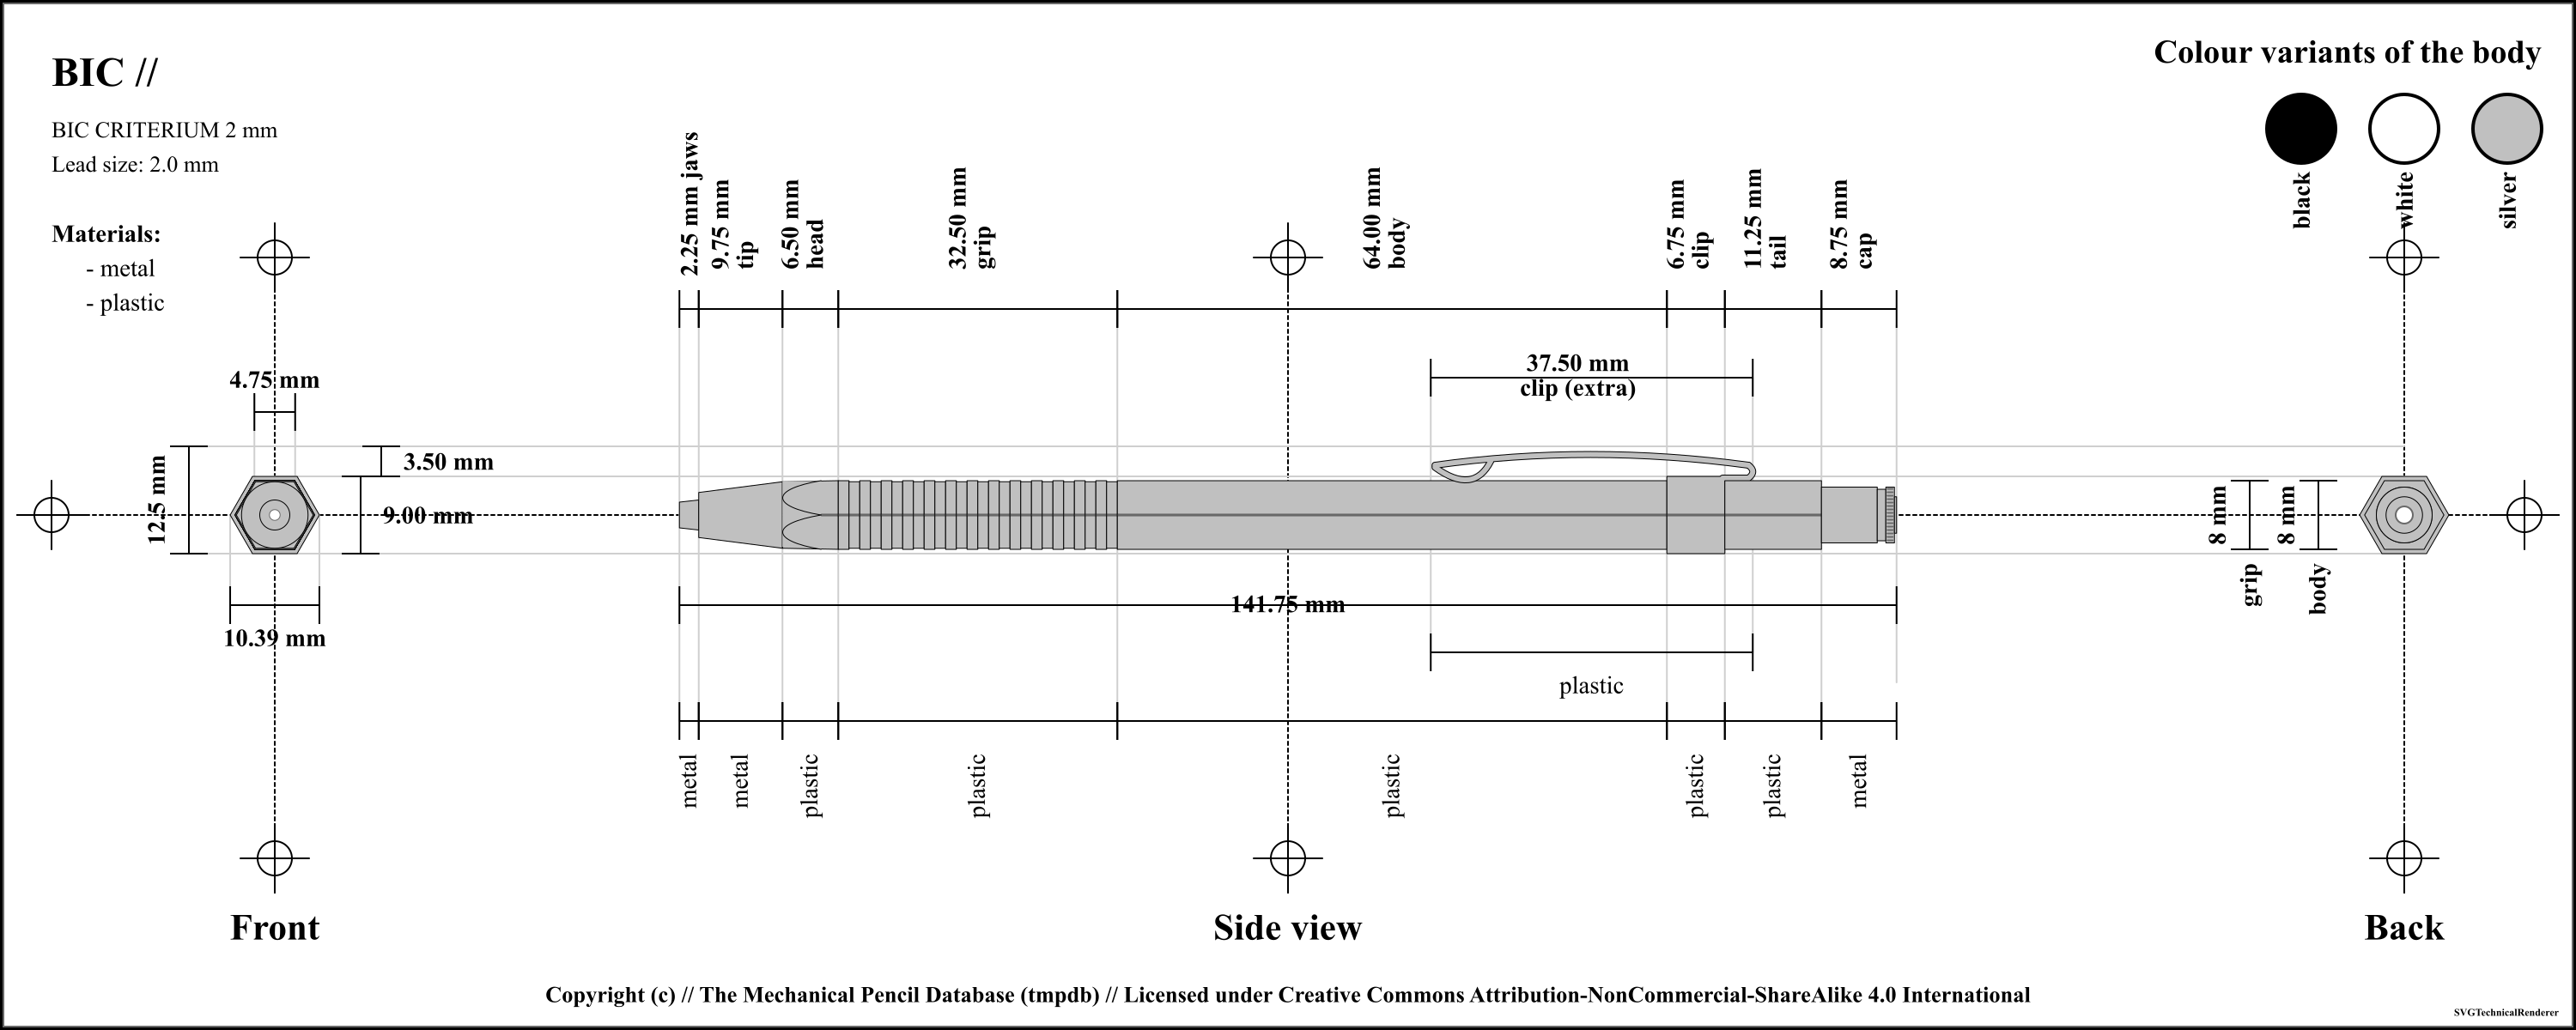 BIC //
BIC CRITERIUM 2 mm
Lead size: 2.0 mm
Materials:
- metal
- plastic
Colour variants of the body
black
white
silver
2.25 mm jaws
9.75 mm
tip
6.50 mm
head
32.50 mm
grip
64.00 mm
body
6.75 mm
clip
11.25 mm
tail
8.75 mm
cap
37.50 mm
clip (extra)
4.75 mm
12.5 mm
3.50 mm
9.00 mm
10.39 mm
141.75 mm
8 mm
grip
8 mm
body
plastic
metal
metal
plastic
plastic
plastic
plastic
plastic
metal
Front
Side view
Back
Copyright (c) // The Mechanical Pencil Database (tmpdb) // Licensed under Creative Commons Attribution-NonCommercial-ShareAlike 4.0 International
SVGTechnicalRenderer